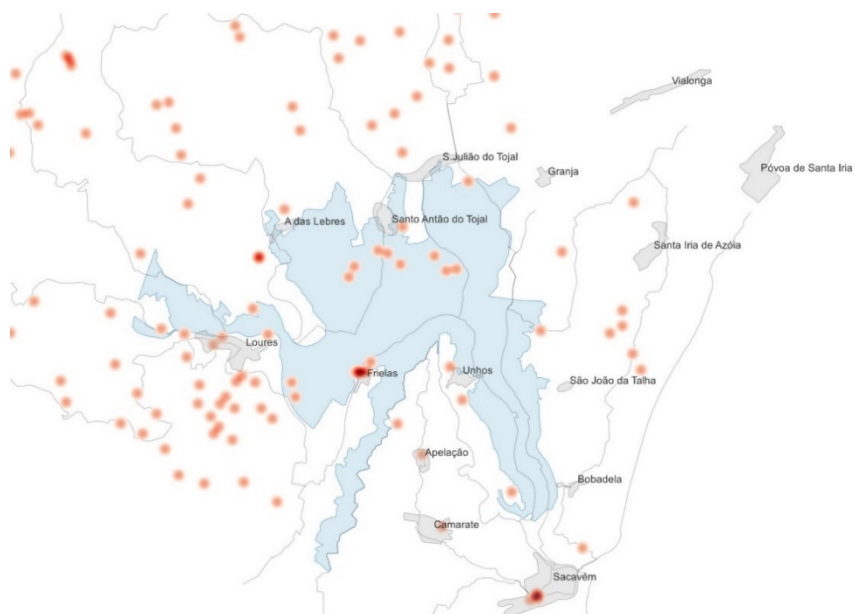 Vialonga
S.Julião do Tojal
Granja
Póvoa de Santa Iria
A das Lebres
Santo Antão do Tojal
Santa Iria de Azóia
Loures
Frielas
Unhos
São João da Talha
Apelação
Bobadela
Camarate
Sacavém